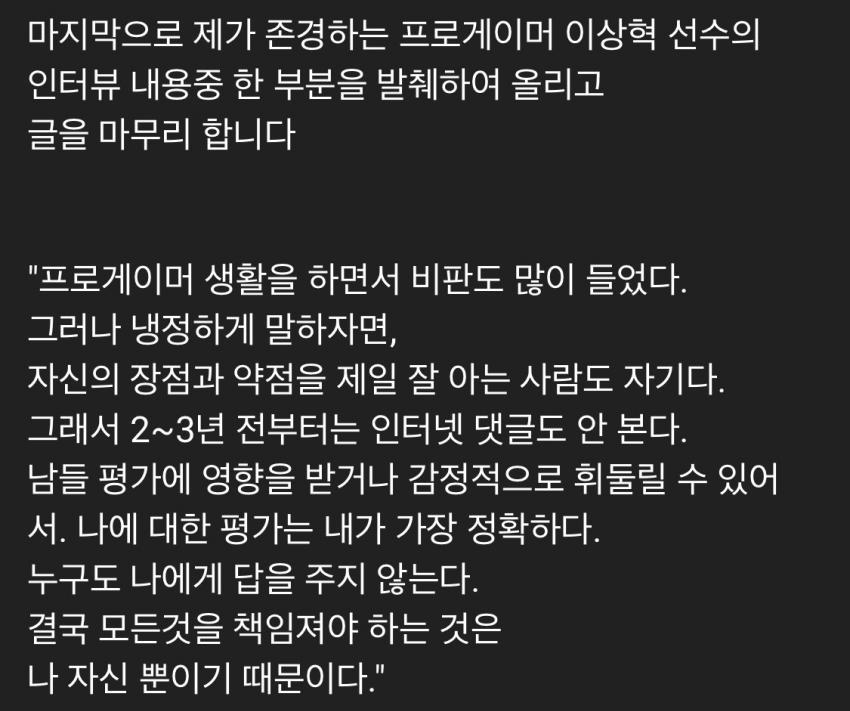 마지막으로 제가 존경하는 프로게이머 이상혁 선수의
인터뷰 내용중 한 부분을 발췌하여 올리고
글을 마무리 합니다
"프로게이머 생활을 하면서 비판도 많이 들었다.
그러나 냉정하게 말하자면,
자신의 장점과 약점을 제일 잘 아는 사람도 자기다.
그래서 2~3년 전부터는 인터넷 댓글도 안 본다.
남들 평가에 영향을 받거나 감정적으로 휘둘릴 수 있어
서. 나에 대한 평가는 내가 가장 정확하다.
누구도 나에게 답을 주지 않는다.
결국 모든것을 책임져야 하는 것은
나 자신 뿐이기 때문이다."